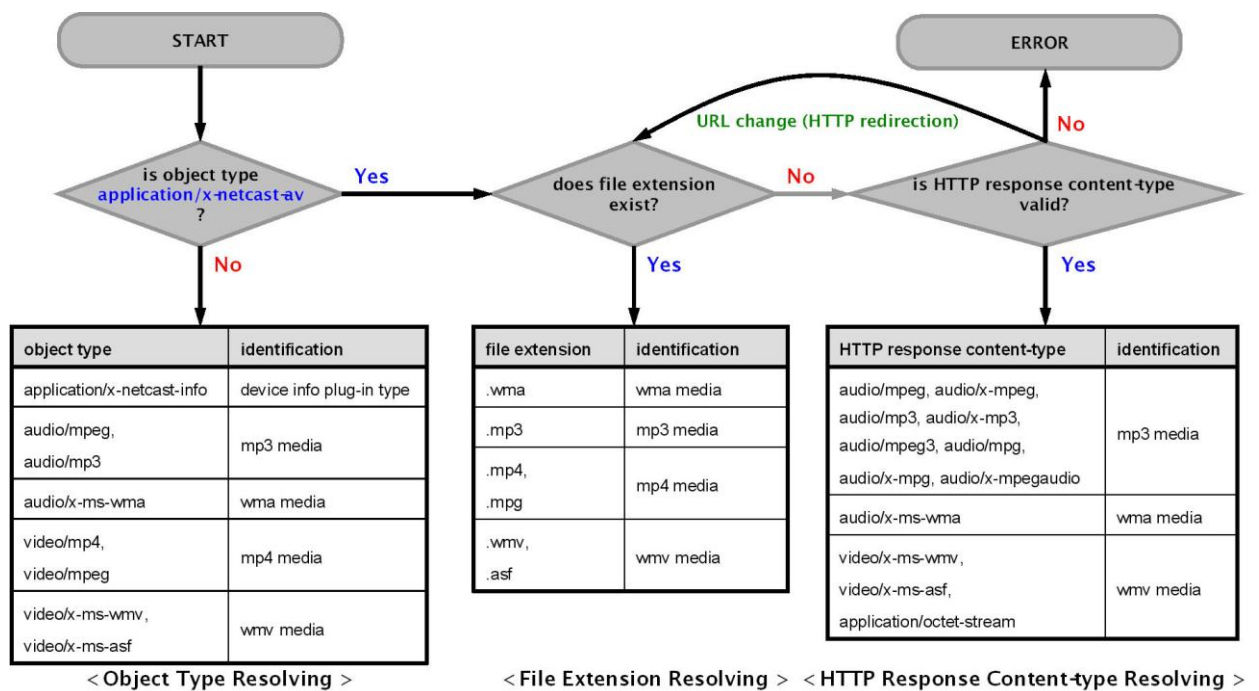 START
ERROR
URL change (HTTP redirection)
No
is object type
application/x-netcast-av
?
Yes
does file extension
exist?
No
is HTTP response content-type
valid?
No
Yes
Yes
object type identification
application/x-netcast-info device info plug-in type
audio/mpeg,
audio/mp3
mp3 media
audio/x-ms-wma wma media
video/mp4,
video/mpeg
mp4 media
video/x-ms-wmv,
video/x-ms-asf
wmv media
< Object Type Resolving >
file extension identification
.wma wma media
.mp3 mp3 media
.mp4,
.mpg
mp4 media
.wmv,
.asf
wmv media
< File Extension Resolving >
HTTP response content-type identification
audio/mpeg, audio/x-mpeg,
audio/mp3, audio/x-mp3,
audio/mpeg3, audio/mpg,
audio/x-mpg, audio/x-mpegaudio
mp3 media
audio/x-ms-wma wma media
video/x-ms-wmv,
video/x-ms-asf,
application/octet-stream
wmv media
< HTTP Response Content-type Resolving >